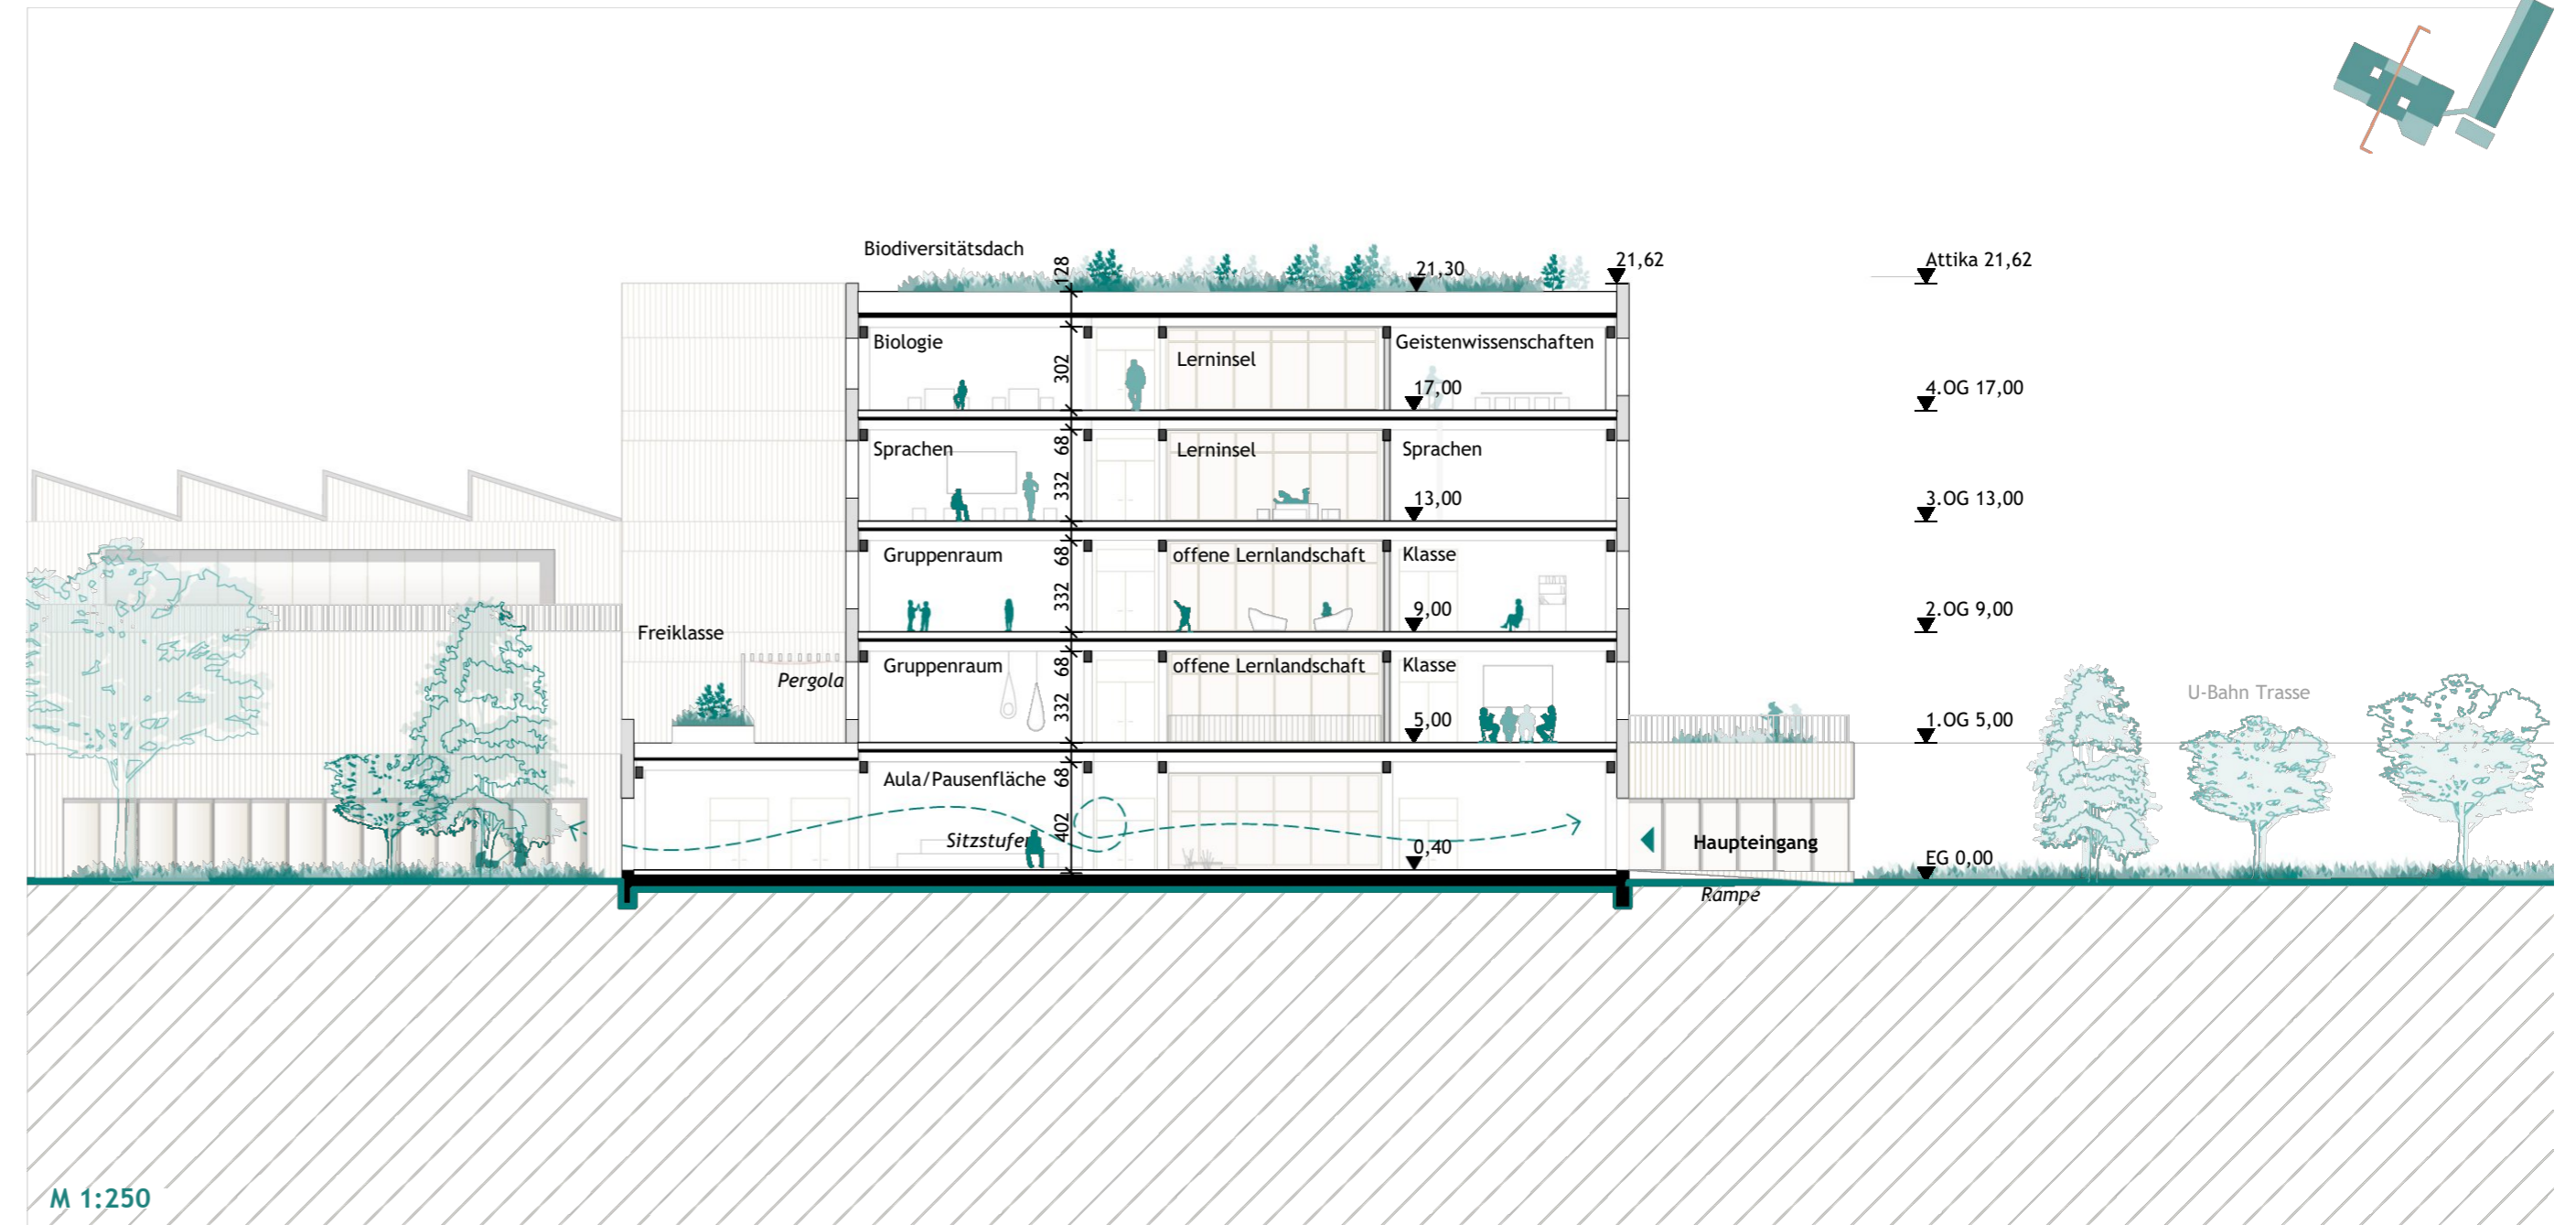 Biodiversitätsdach
128
21,30
21,62
Attika 21,62
Biologie
302
Lerninsel
Geistenwissenschaften
17,00
4.OG 17,00
Sprachen
68
332
Lerninsel
Sprachen
13,00
3.OG 13,00
Gruppenraum
68
332
offene Lernlandschaft
Klasse
9,00
2.OG 9,00
Freiklasse
Pergola
Gruppenraum
68
332
offene Lernlandschaft
Klasse
5,00
1.OG 5,00
U-Bahn Trasse
Aula/Pausenfläche
68
402
Sitzstufen
0,40
Haupteingang
EG 0,00
Rampe
M 1:250